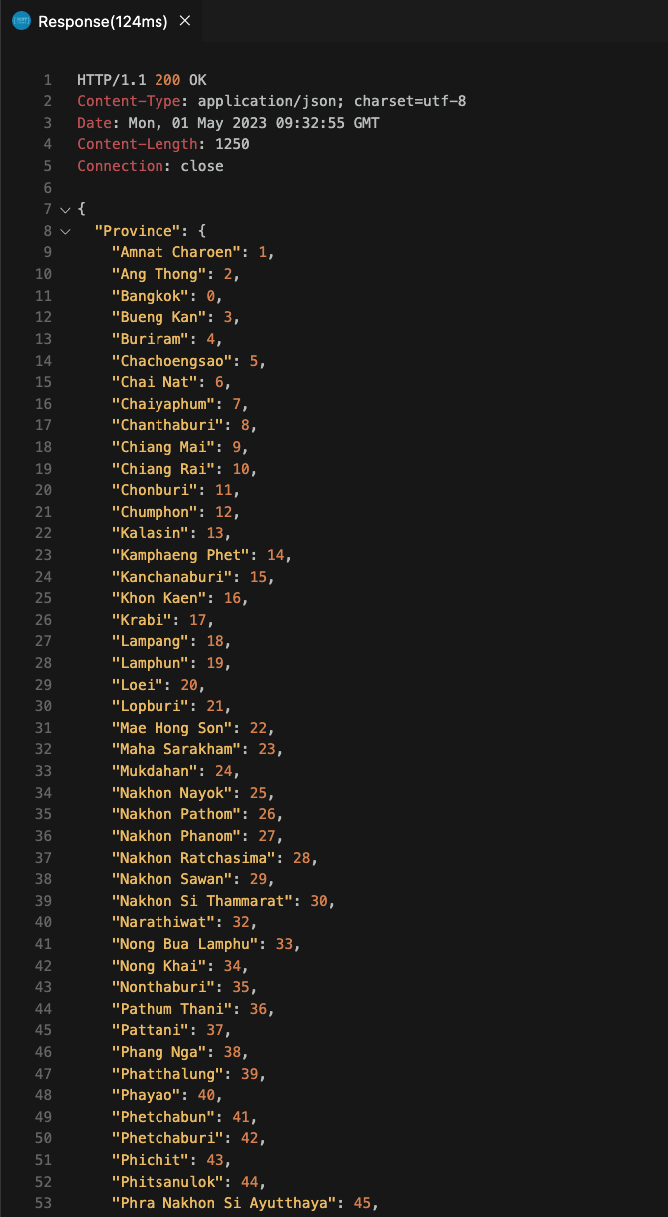 Response(124ms) ×
1 HTTP/1.1 200 OK
2 Content-Type: application/json; charset=utf-8
3 Date: Mon, 01 May 2023 09:32:55 GMT
4 Content-Length: 1250
5 Connection: close
6
7 {
8 "Province": {
9 "Amnat Charoen": 1,
10 "Ang Thong": 2,
11 "Bangkok": 0,
12 "Bueng Kan": 3,
13 "Buriram": 4,
14 "Chachoengsao": 5,
15 "Chai Nat": 6,
16 "Chaiyaphum": 7,
17 "Chanthaburi": 8,
18 "Chiang Mai": 9,
19 "Chiang Rai": 10,
20 "Chonburi": 11,
21 "Chumphon": 12,
22 "Kalasin": 13,
23 "Kamphaeng Phet": 14,
24 "Kanchanaburi": 15,
25 "Khon Kaen": 16,
26 "Krabi": 17,
27 "Lampang": 18,
28 "Lamphun": 19,
29 "Loei": 20,
30 "Lopburi": 21,
31 "Mae Hong Son": 22,
32 "Maha Sarakham": 23,
33 "Mukdahan": 24,
34 "Nakhon Nayok": 25,
35 "Nakhon Pathom": 26,
36 "Nakhon Phanom": 27,
37 "Nakhon Ratchasima": 28,
38 "Nakhon Sawan": 29,
39 "Nakhon Si Thammarat": 30,
40 "Narathiwat": 32,
41 "Nong Bua Lamphu": 33,
42 "Nong Khai": 34,
43 "Nonthaburi": 35,
44 "Pathum Thani": 36,
45 "Pattani": 37,
46 "Phang Nga": 38,
47 "Phatthalung": 39,
48 "Phayao": 40,
49 "Phetchabun": 41,
50 "Phetchaburi": 42,
51 "Phichit": 43,
52 "Phitsanulok": 44,
53 "Phra Nakhon Si Ayutthaya": 45,